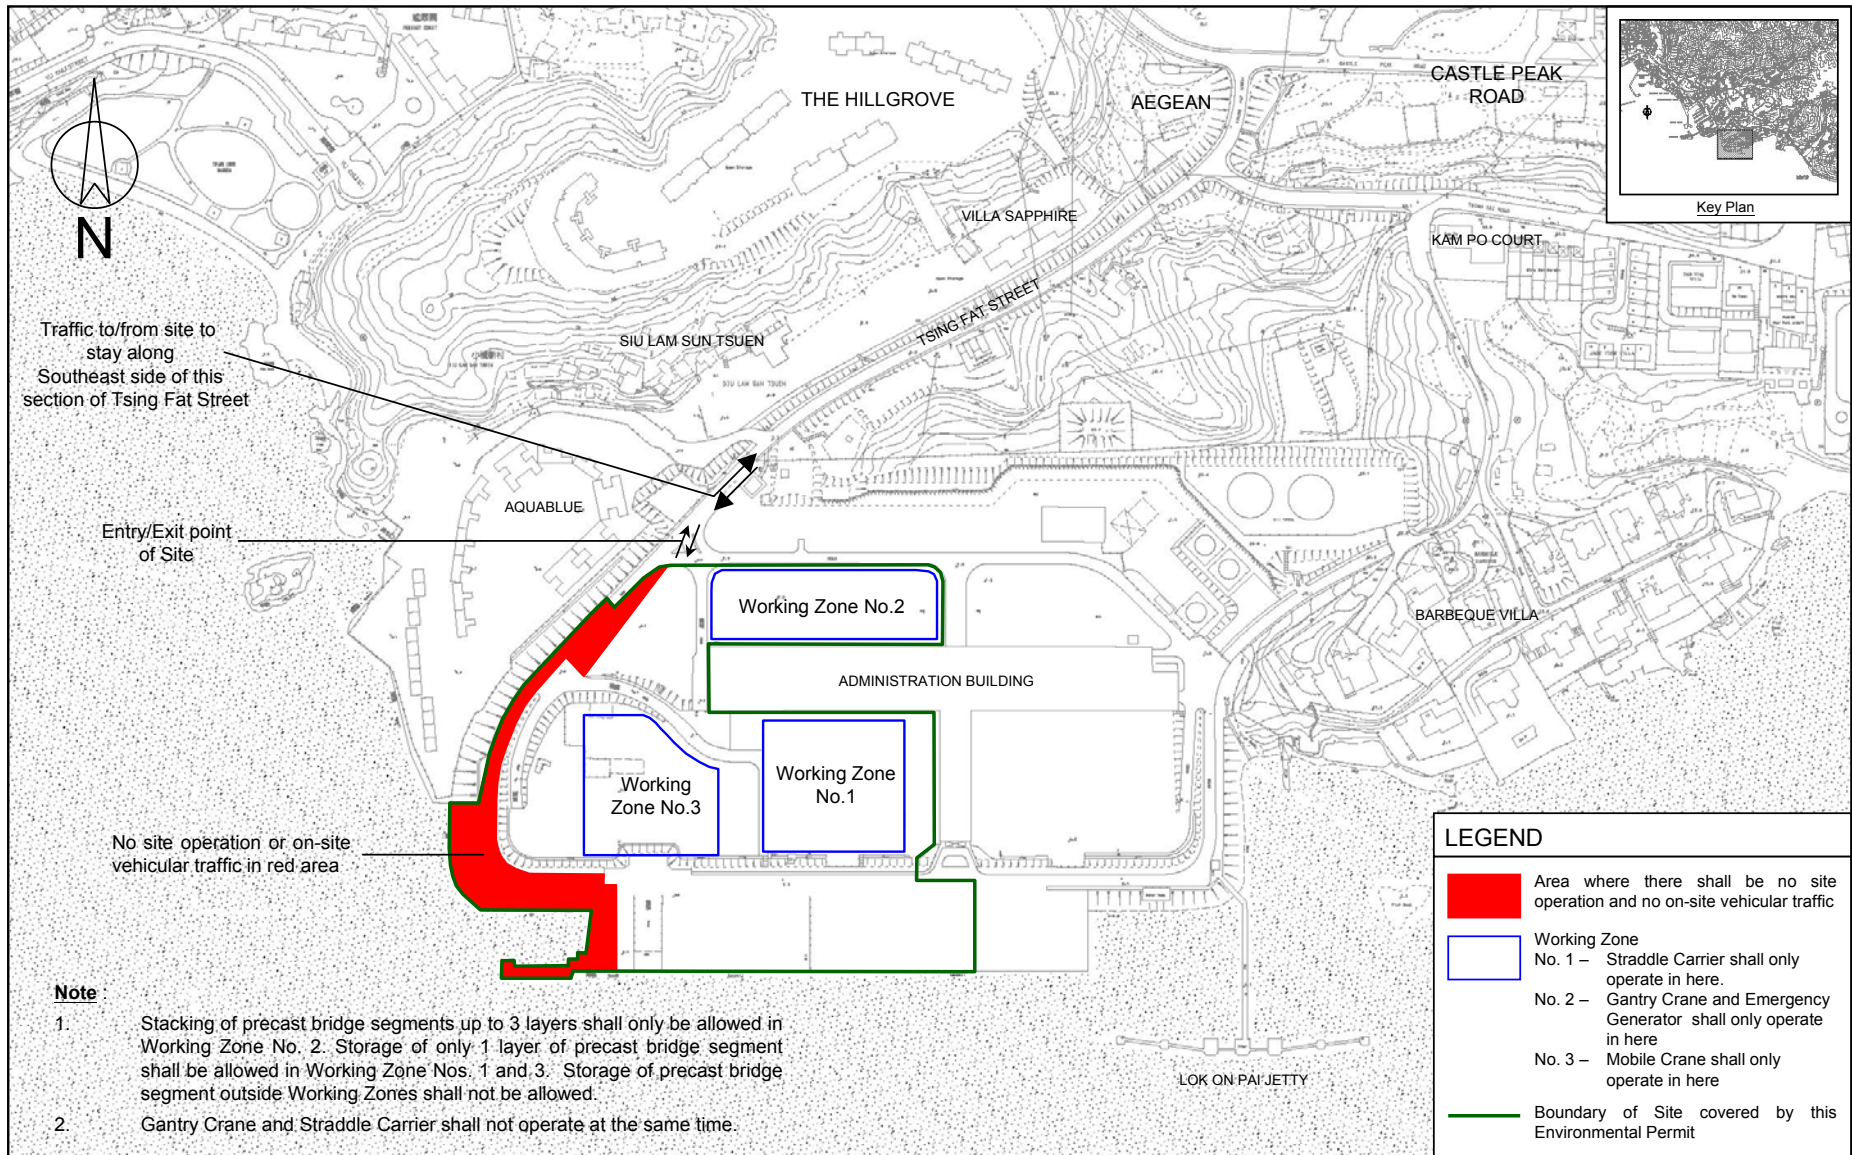 THE HILLGROVE
AEGEAN
CASTLE PEAK
ROAD
Key Plan
N
VILLA SAPPHIRE
KAM PO COURT
TSING FAT STREET
SIU LAM SUN TSUEN
SIU LAM SAN TSUEN
Traffic to/from site to
stay along
Southeast side of this
section of Tsing Fat Street
AQUABLUE
Entry/Exit point
of Site
Working Zone No.2
BARBEQUE VILLA
ADMINISTRATION BUILDING
Working
Zone No.3
Working Zone
No.1
No site operation or on-site
vehicular traffic in red area
LOK ON PAI JETTY
Note :
1. Stacking of precast bridge segments up to 3 layers shall only be allowed in
Working Zone No. 2. Storage of only 1 layer of precast bridge segment
shall be allowed in Working Zone Nos. 1 and 3. Storage of precast bridge
segment outside Working Zones shall not be allowed.
2. Gantry Crane and Straddle Carrier shall not operate at the same time.
LEGEND
Area where there shall be no site
operation and no on-site vehicular traffic
Working Zone
No. 1 – Straddle Carrier shall only
operate in here.
No. 2 – Gantry Crane and Emergency
Generator shall only operate
in here
No. 3 – Mobile Crane shall only
operate in here
Boundary of Site covered by this
Environmental Permit